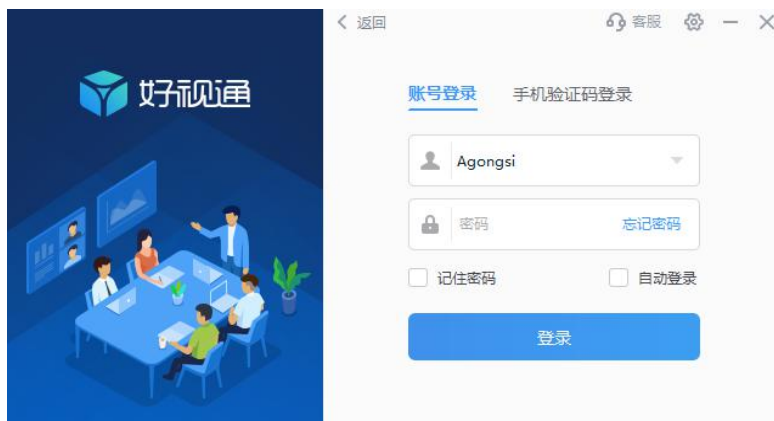 好视通
返回
客服
账号登录 手机验证码登录
Agongsi
密码 忘记密码
记住密码 自动登录
登录